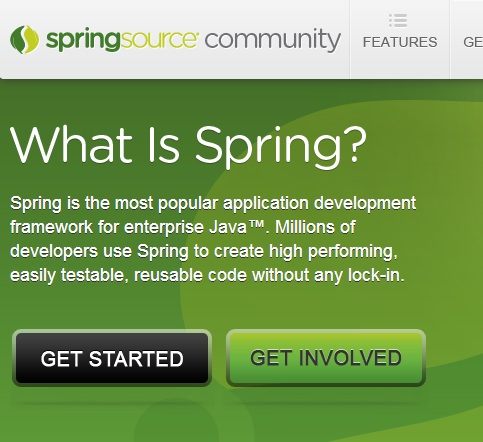 springsource community
FEATURES
GE
What Is Spring?
Spring is the most popular application development
framework for enterprise Java™. Millions of
developers use Spring to create high performing,
easily testable, reusable code without any lock-in.
GET STARTED
GET INVOLVED